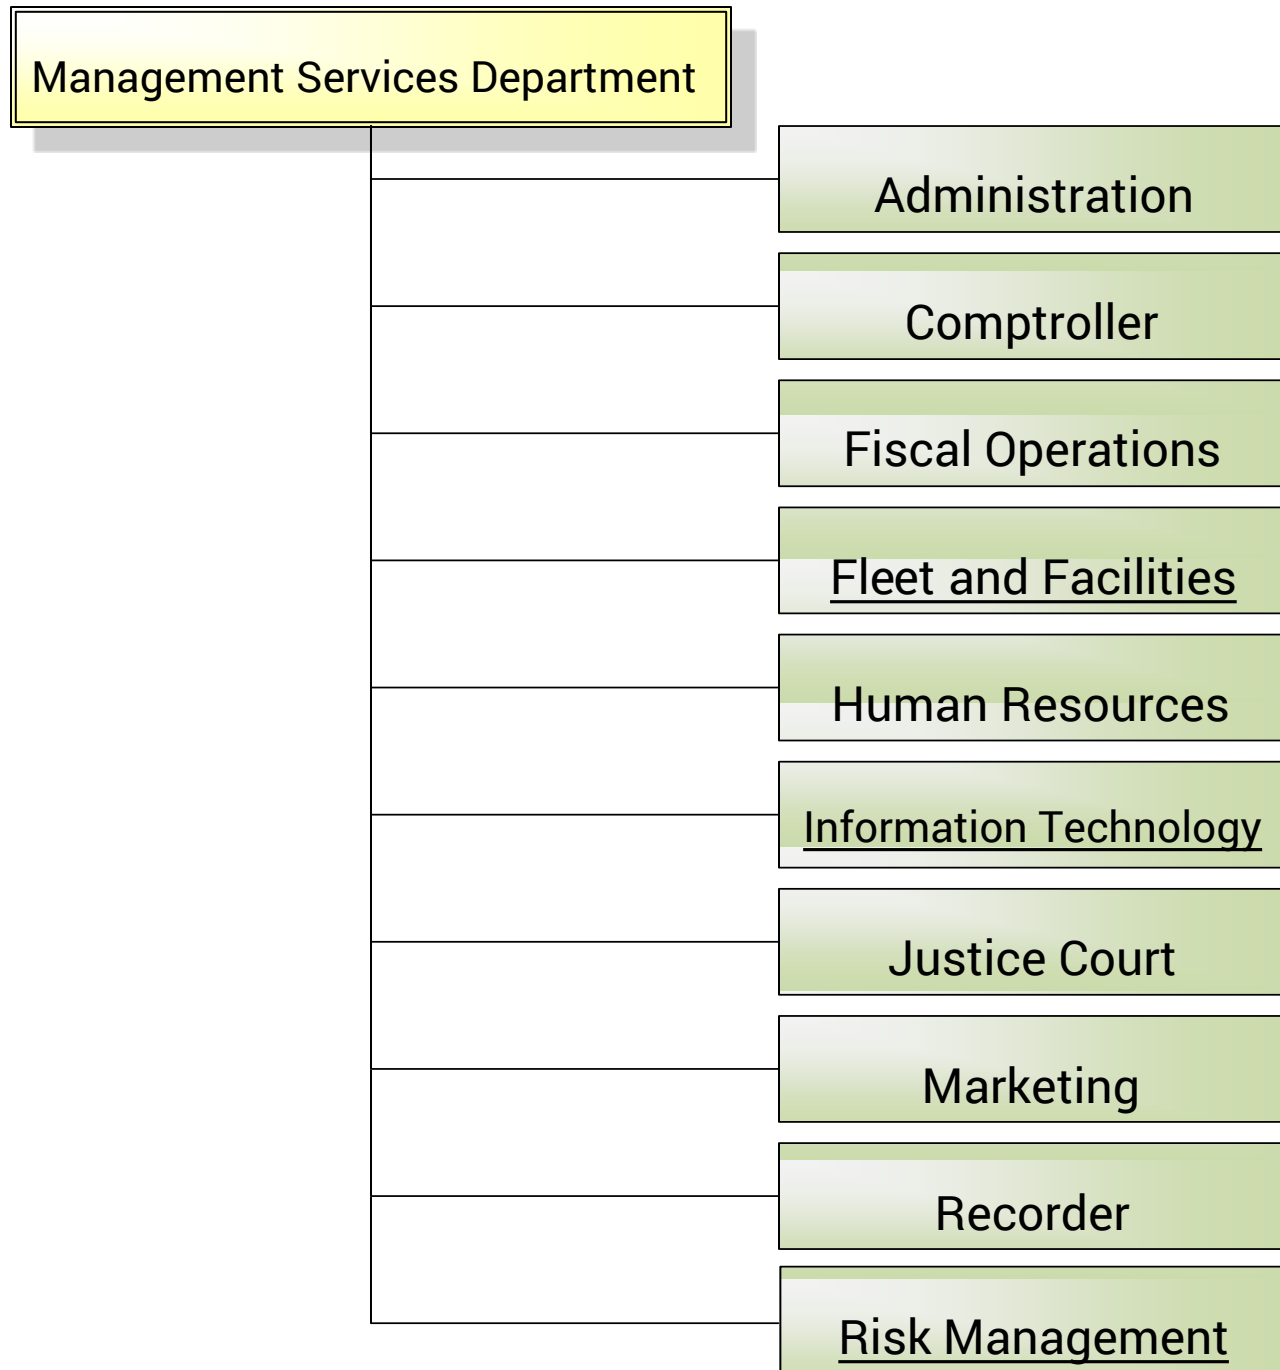 Management Services Department
Administration
Comptroller
Fiscal Operations
Fleet and Facilities
Human Resources
Information Technology
Justice Court
Marketing
Recorder
Risk Management